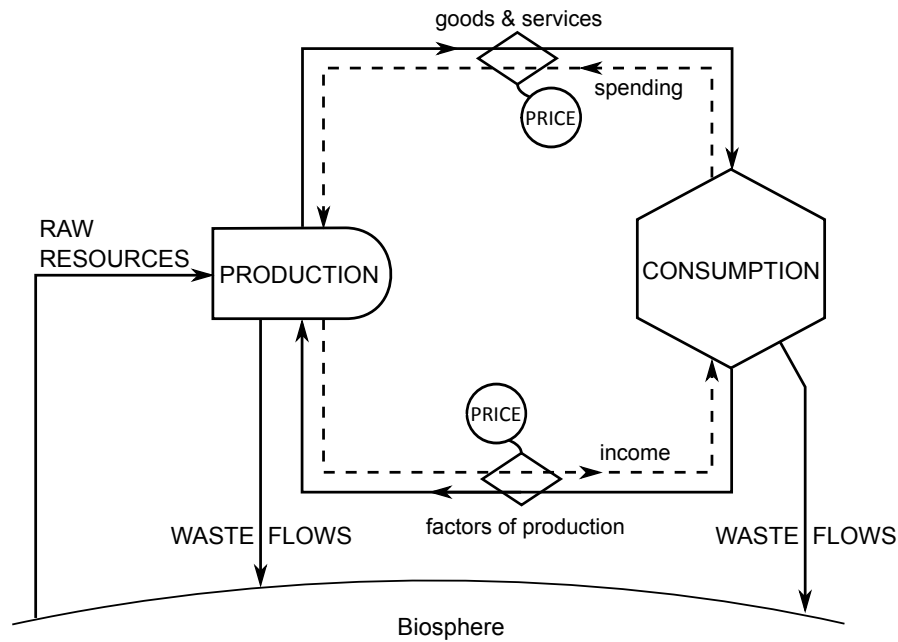 goods & services
spending
PRICE
RAW
RESOURCES
PRODUCTION
CONSUMPTION
PRICE
income
factors of production
WASTE FLOWS
WASTE FLOWS
Biosphere